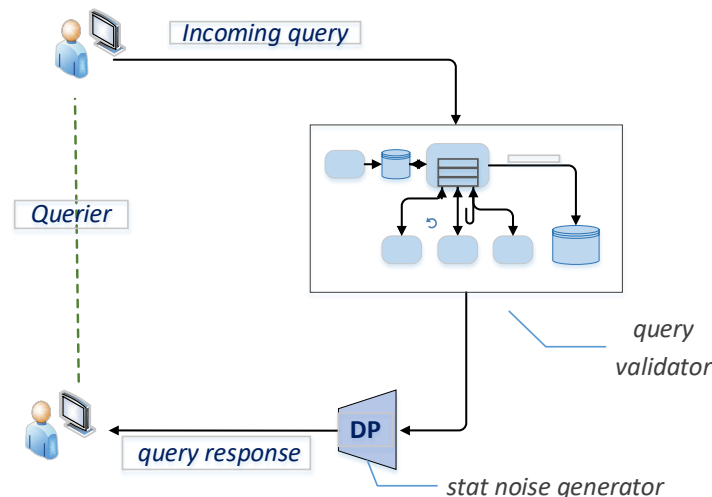 Incoming query
Querier
query
validator
DP
query response
stat noise generator